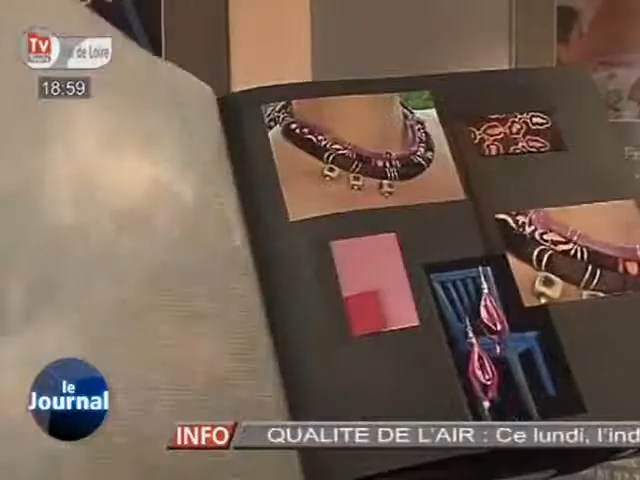 Tv
de Loire
18:59
le
Journal
INFO
QUALITE DE L'AIR : Ce lundi, l'ind